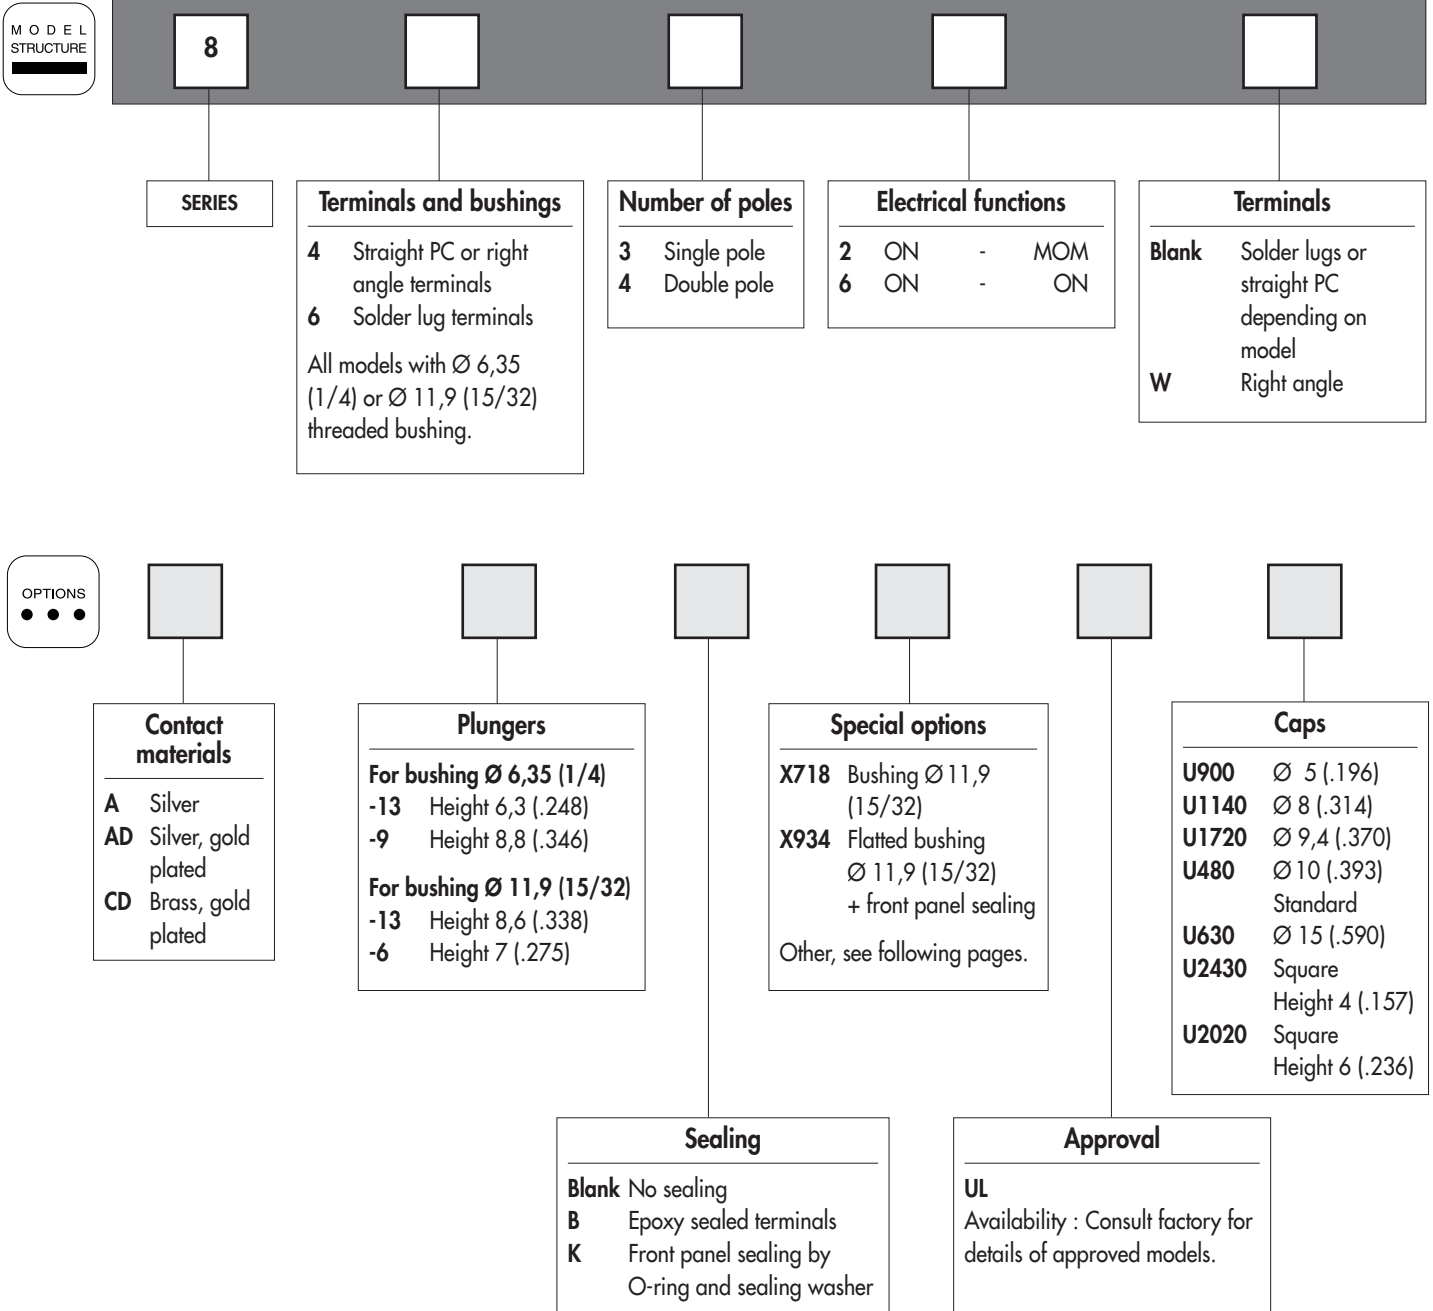 MODEL
STRUCTURE
8
SERIES
Terminals and bushings
4 Straight PC or right
angle terminals
6 Solder lug terminals
All models with Ø 6,35
(1/4) or Ø 11,9 (15/32)
threaded bushing.
Number of poles
3 Single pole
4 Double pole
Electrical functions
2 ON - MOM
6 ON - ON
Terminals
Blank Solder lugs or
straight PC
depending on
model
W Right angle
OPTIONS
Contact
materials
A Silver
AD Silver, gold
plated
CD Brass, gold
plated
Plungers
For bushing Ø 6,35 (1/4)
-13 Height 6,3 (.248)
-9 Height 8,8 (.346)
For bushing Ø 11,9 (15/32)
-13 Height 8,6 (.338)
-6 Height 7 (.275)
Special options
X718 Bushing Ø 11,9
(15/32)
X934 Flatted bushing
Ø 11,9 (15/32)
+ front panel sealing
Other, see following pages.
Caps
U900 Ø 5 (.196)
U1140 Ø 8 (.314)
U1720 Ø 9,4 (.370)
U480 Ø 10 (.393)
Standard
U630 Ø 15 (.590)
U2430 Square
Height 4 (.157)
U2020 Square
Height 6 (.236)
Sealing
Blank No sealing
B Epoxy sealed terminals
K Front panel sealing by
O-ring and sealing washer
Approval
UL
Availability : Consult factory for
details of approved models.